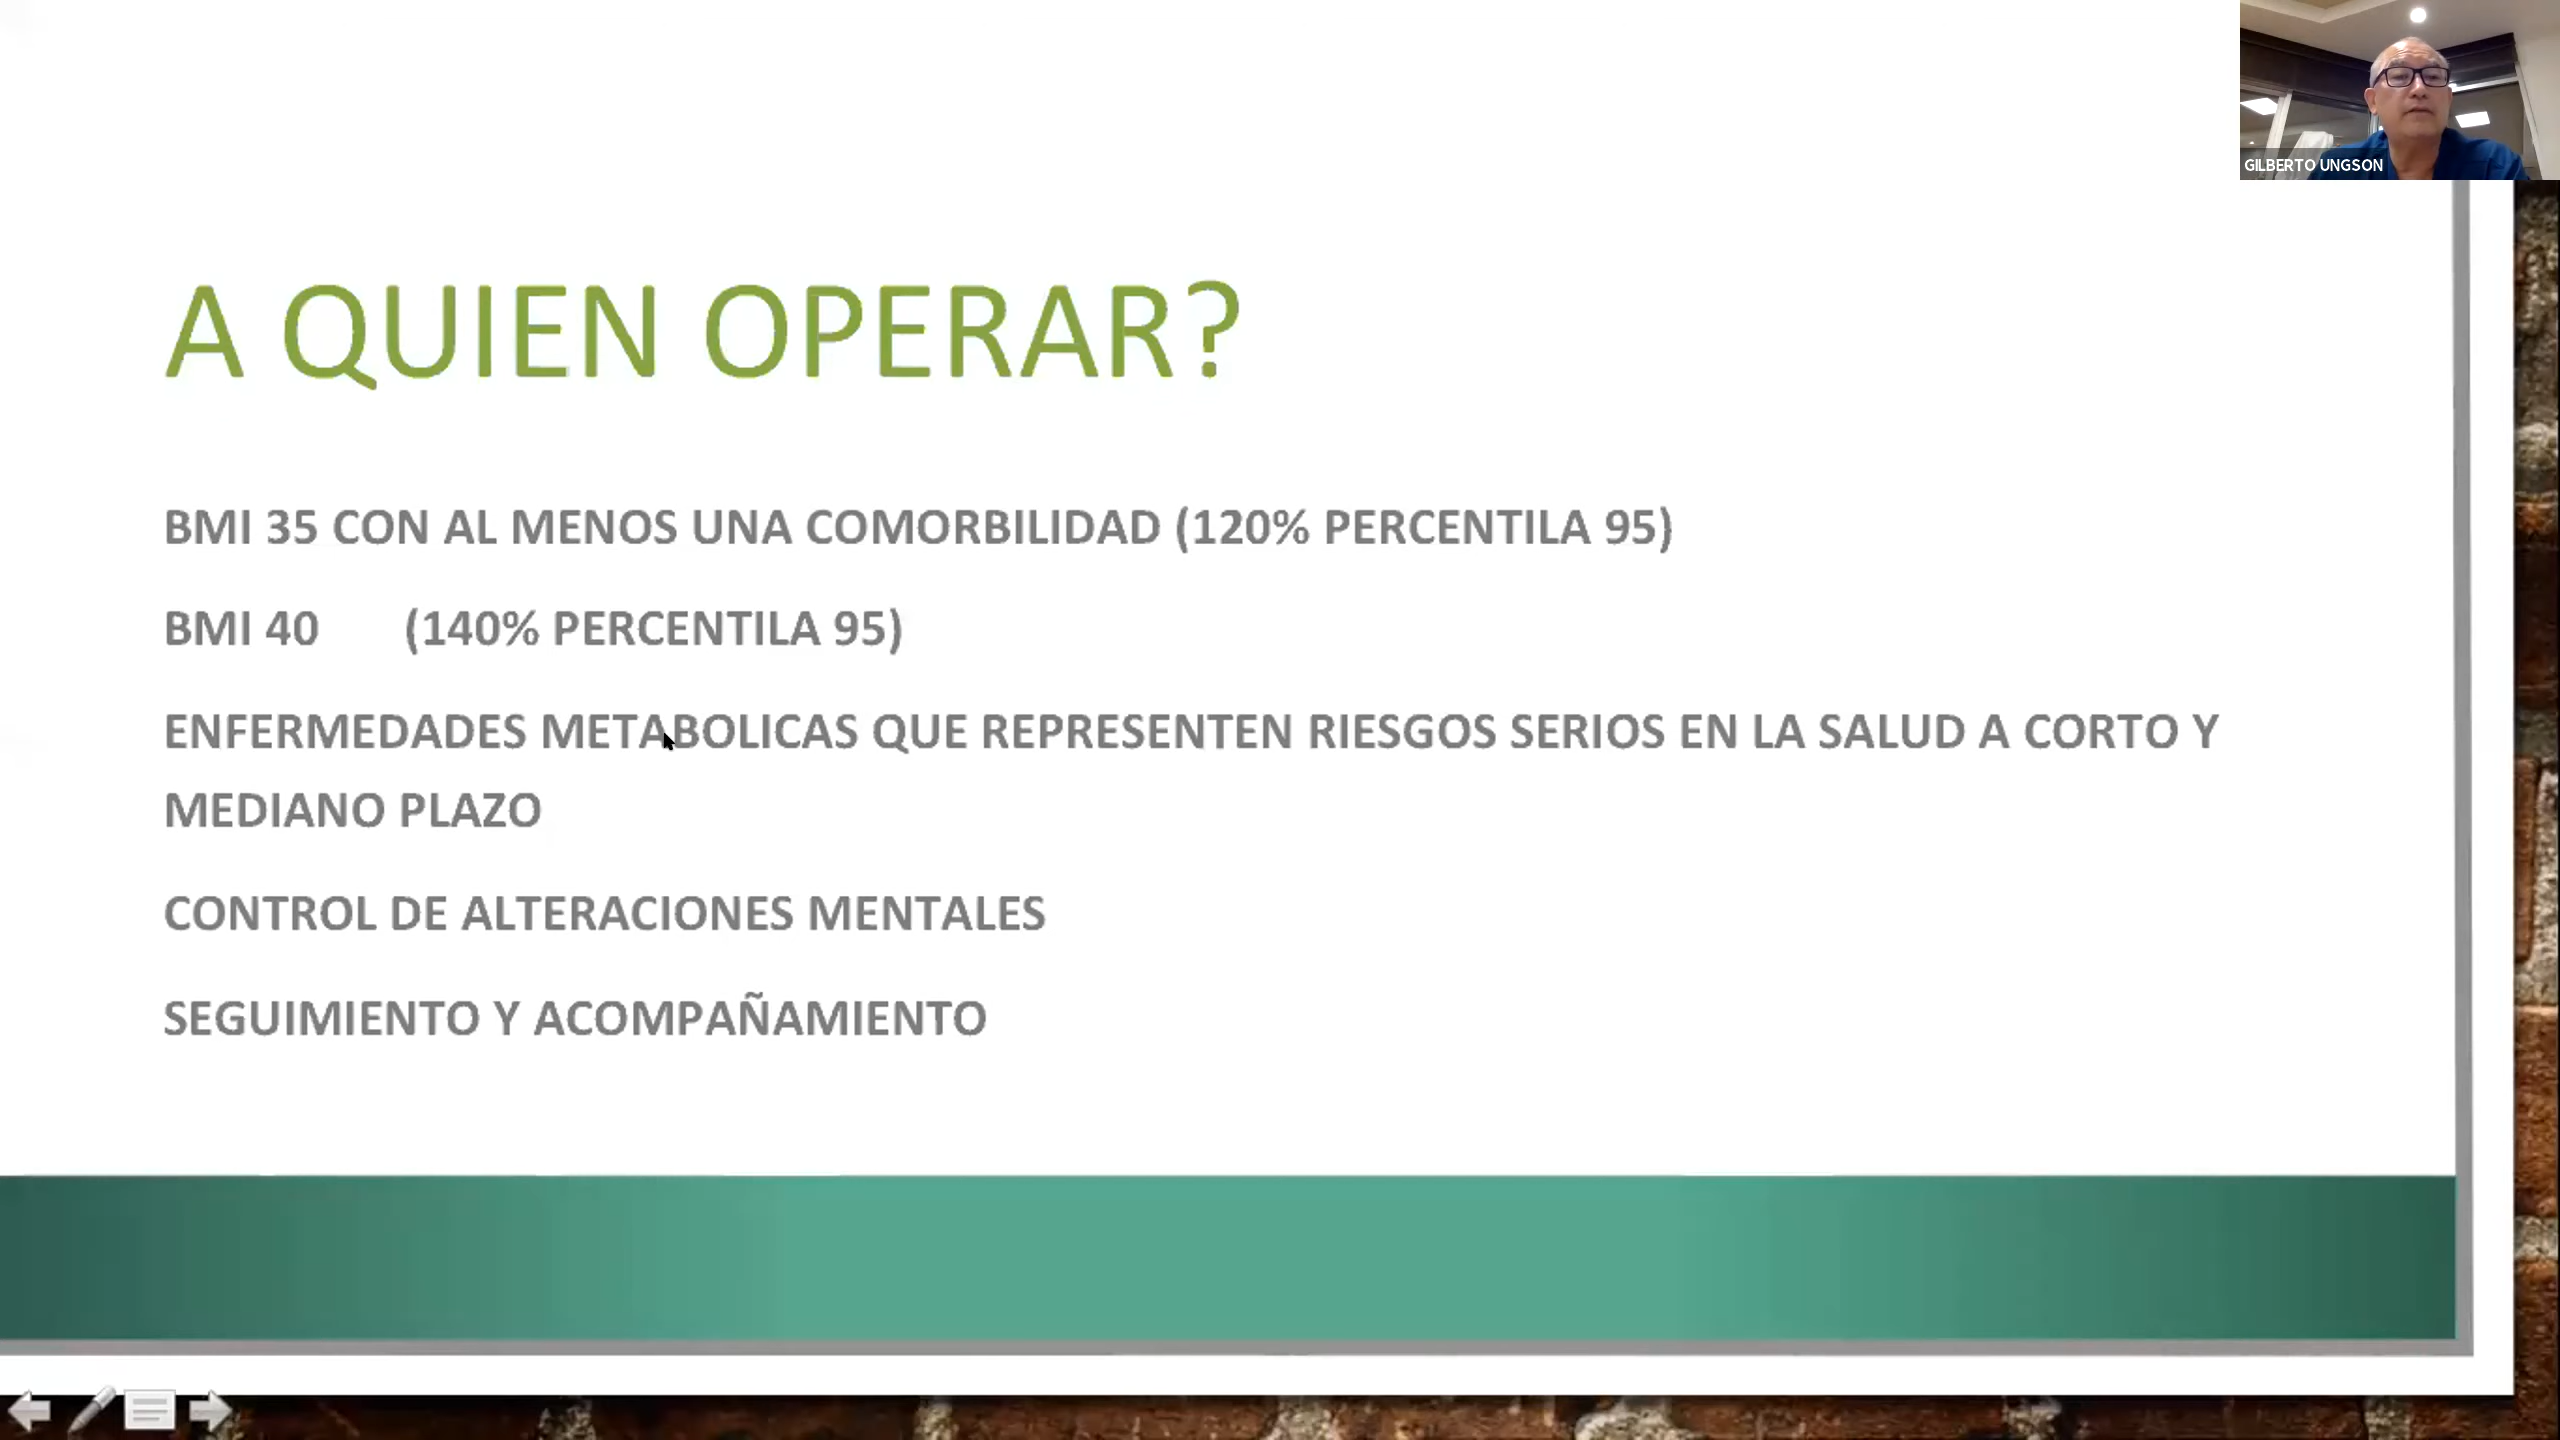 GILBERTO UNGSON
A QUIEN OPERAR?
BMI 35 CON AL MENOS UNA COMORBILIDAD (120% PERCENTILA 95)
BMI 40 (140% PERCENTILA 95)
ENFERMEDADES METABOLICAS QUE REPRESENTEN RIESGOS SERIOS EN LA SALUD A CORTO Y
MEDIANO PLAZO
CONTROL DE ALTERACIONES MENTALES
SEGUIMIENTO Y ACOMPAÑAMIENTO